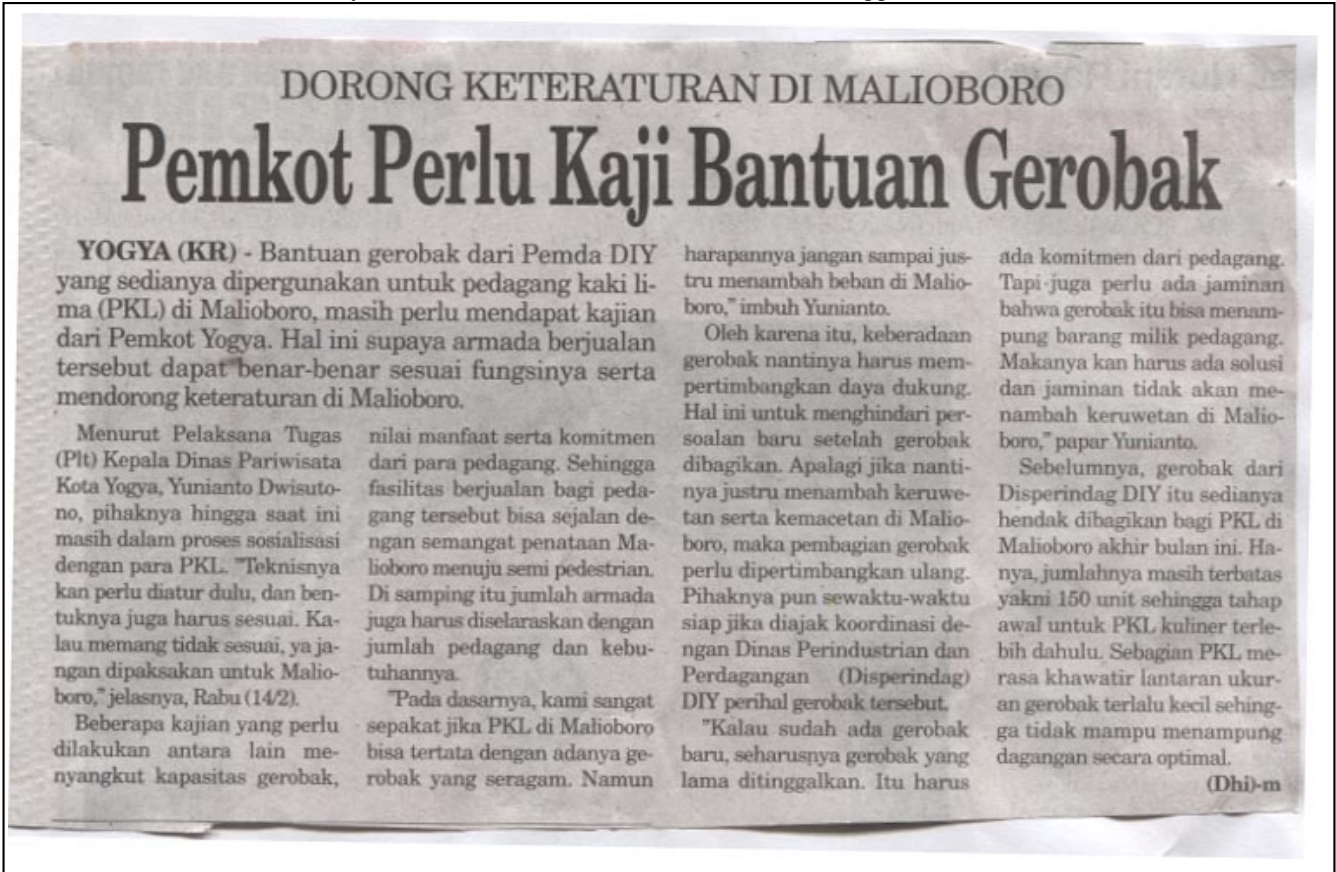 DORONG KETERATURAN DI MALIOBORO
Pemkot Perlu Kaji Bantuan Gerobak
YOGYA (KR) - Bantuan gerobak dari Pemda DIY
yang sedianya dipergunakan untuk pedagang kaki li-
ma (PKL) di Malioboro, masih perlu mendapat kajian
dari Pemkot Yogya. Hal ini supaya armada berjualan
tersebut dapat benar-benar sesuai fungsinya serta
mendorong keteraturan di Malioboro.
Menurut Pelaksana Tugas
(Plt) Kepala Dinas Pariwisata
Kota Yogya, Yunianto Dwisuto-
no, pihaknya hingga saat ini
masih dalam proses sosialisasi
dengan para PKL. "Teknisnya
kan perlu diatur dulu, dan ben-
tuknya juga harus sesuai. Ka-
lau memang tidak sesuai, ya ja-
ngan dipaksakan untuk Malio-
boro," jelasnya, Rabu (14/2).
Beberapa kajian yang perlu
dilakukan antara lain me-
nyangkut kapasitas gerobak,
nilai manfaat serta komitmen
dari para pedagang. Sehingga
fasilitas berjualan bagi peda-
gang tersebut bisa sejalan de-
ngan semangat penataan Ma-
lioboro menuju semi pedestrian.
Di samping itu jumlah armada
juga harus diselaraskan dengan
jumlah pedagang dan kebu-
tuhannya.
"Pada dasarnya, kami sangat
sepakat jika PKL di Malioboro
bisa tertata dengan adanya ge-
robak yang seragam. Namun
harapannya jangan sampai jus-
tru menambah beban di Malio-
boro," imbuh Yunianto.
Oleh karena itu, keberadaan
gerobak nantinya harus mem-
pertimbangkan daya dukung.
Hal ini untuk menghindari per-
soalan baru setelah gerobak
dibagikan. Apalagi jika nanti-
nya justru menambah keruwe-
tan serta kemacetan di Malio-
boro, maka pembagian gerobak
perlu dipertimbangkan ulang.
Pihaknya pun sewaktu-waktu
siap jika diajak koordinasi de-
ngan Dinas Perindustrian dan
Perdagangan (Disperindag)
DIY perihal gerobak tersebut.
"Kalau sudah ada gerobak
baru, seharusnya gerobak yang
lama ditinggalkan. Itu harus
ada komitmen dari pedagang.
Tapi juga perlu ada jaminan
bahwa gerobak itu bisa menam-
pung barang milik pedagang.
Makanya kan harus ada solusi
dan jaminan tidak akan me-
nambah keruwetan di Malio-
boro," papar Yunianto.
Sebelumnya, gerobak dari
Disperindag DIY itu sedianya
hendak dibagikan bagi PKL di
Malioboro akhir bulan ini. Ha-
nya, jumlahnya masih terbatas
yakni 150 unit sehingga tahap
awal untuk PKL kuliner terle-
bih dahulu. Sebagian PKL me-
rasa khawatir lantaran ukur-
an gerobak terlalu kecil sehing-
ga tidak mampu menampung
dagangan secara optimal.
(Dhi)-m